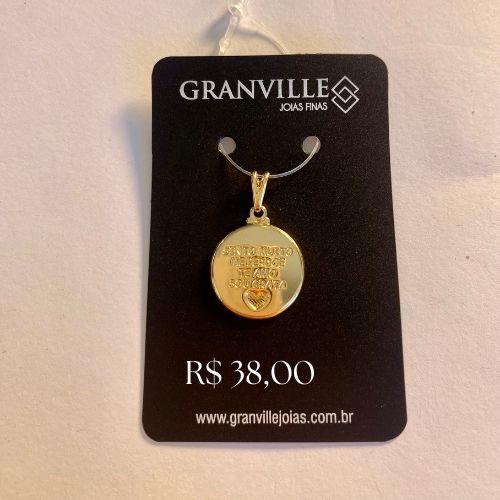 GRANVILLE
JOIAS FINAS
SINTO MUITO
ME PERDOE
TE AMO
SOU GRATA
R$ 38,00
www.granvillejoias.com.br